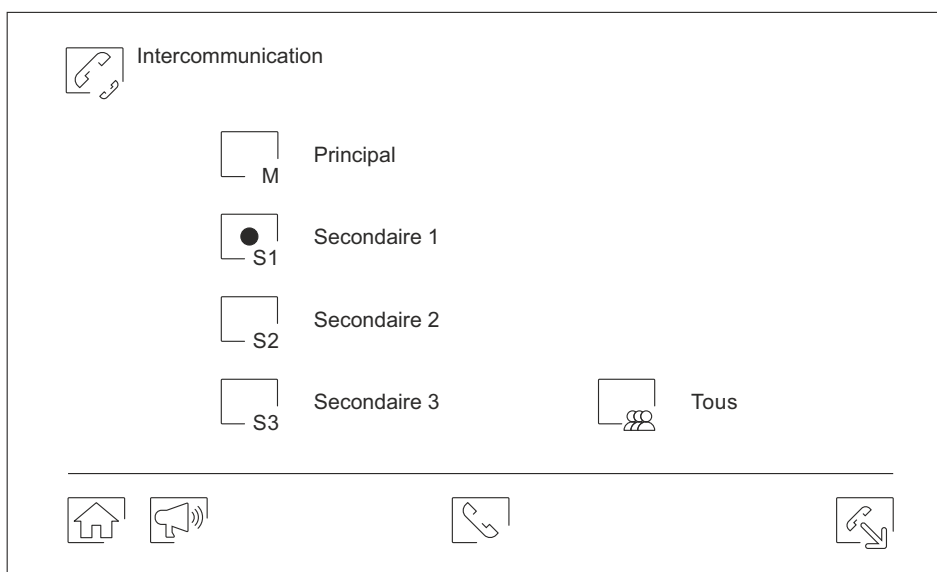 Intercommunication
M Principal
S1 Secondaire 1
S2 Secondaire 2
S3 Secondaire 3
Tous